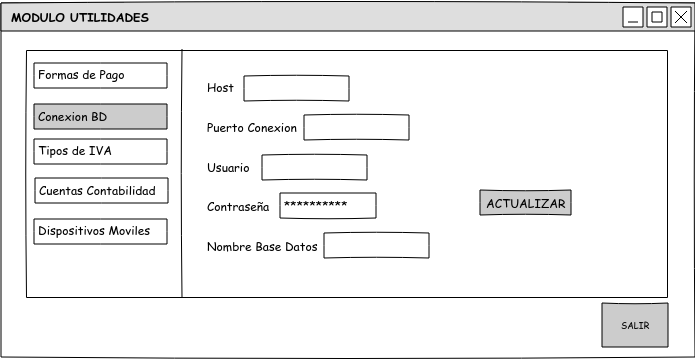 MODULO UTILIDADES
Formas de Pago
Conexion BD
Tipos de IVA
Cuentas Contabilidad
Dispositivos Moviles
Host
Puerto Conexion
Usuario
Contraseña **********
Nombre Base Datos
ACTUALIZAR
SALIR